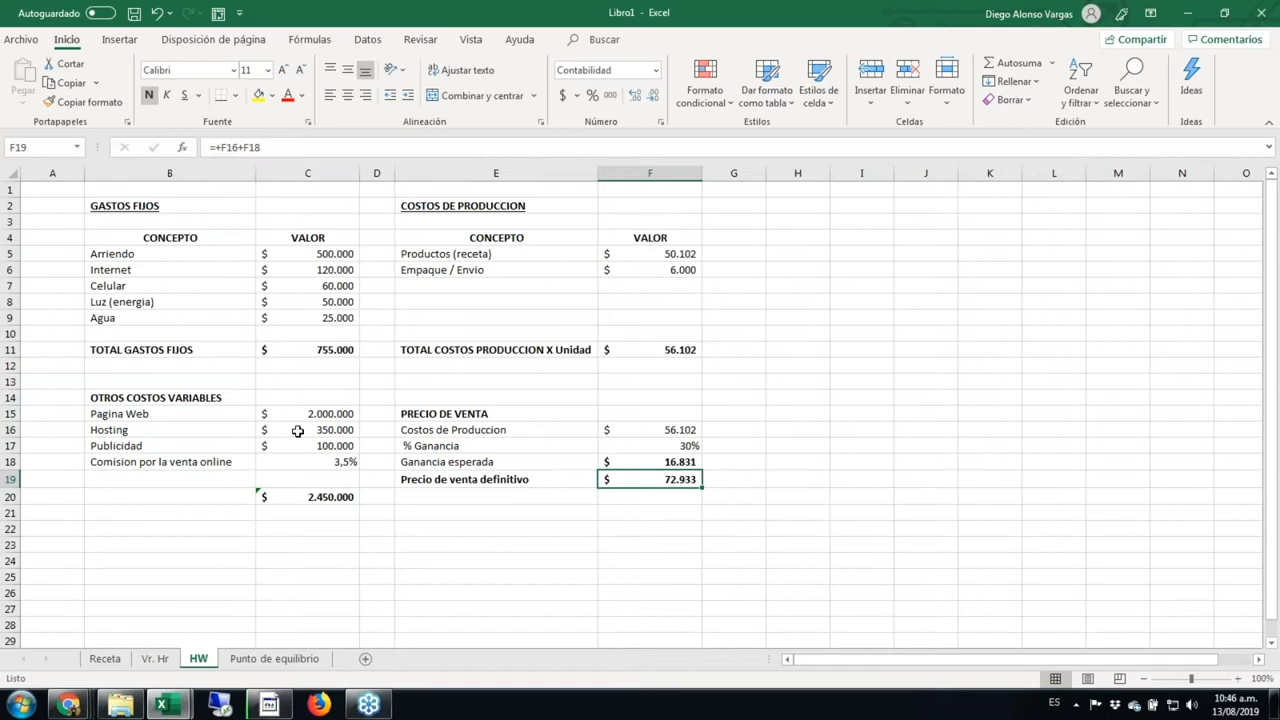 Autoguardado
Libro1 - Excel
Diego Alonso Vargas
Archivo Inicio Insertar Disposición de página Fórmulas Datos Revisar Vista Ayuda Buscar
Compartir Comentarios
Pegar
Cortar
Copiar
Copiar formato
Portapapeles
Calibri 11
N K S
Fuente
Ajustar texto
Combinar y centrar
Alineación
Contabilidad
$ % 000
Número
Formato condicional
Dar formato como tabla
Estilos de celda
Estilos
Insertar Eliminar Formato
Celdas
Autosuma
Rellenar
Borrar
Ordenar y filtrar
Buscar y seleccionar
Edición
Ideas
Ideas
F19 fx =+F16+F18
A B C D E F G H I J K L M N O
1
2 GASTOS FIJOS COSTOS DE PRODUCCION
3
4 CONCEPTO VALOR CONCEPTO VALOR
5 Arriendo $ 500.000 Productos (receta) $ 50.102
6 Internet $ 120.000 Empaque / Envio $ 6.000
7 Celular $ 60.000
8 Luz (energia) $ 50.000
9 Agua $ 25.000
10
11 TOTAL GASTOS FIJOS $ 755.000 TOTAL COSTOS PRODUCCION X Unidad $ 56.102
12
13
14 OTROS COSTOS VARIABLES
15 Pagina Web $ 2.000.000 PRECIO DE VENTA
16 Hosting $ 350.000 Costos de Produccion $ 56.102
17 Publicidad $ 100.000 % Ganancia 30%
18 Comision por la venta online 3,5% Ganancia esperada $ 16.831
19 Precio de venta definitivo $ 72.933
20 $ 2.450.000
21
22
23
24
25
26
27
28
29
Receta Vr. Hr HW Punto de equilibrio
Listo
100%
ES
10:46 a.m.
13/08/2019